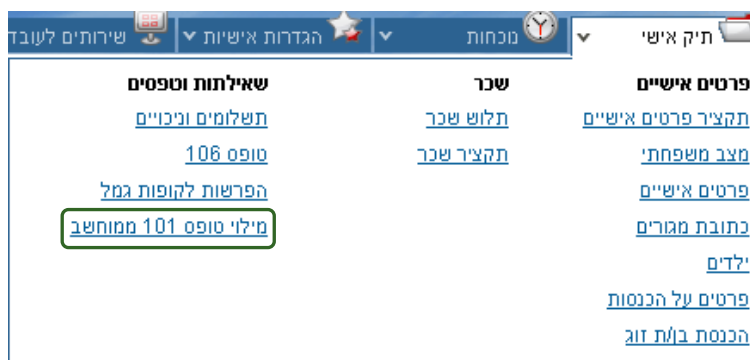 תיק אישי
נוכחות
הגדרות אישיות
שירותים לעובד
פרטים אישיים
תקציר פרטים אישיים
מצב משפחתי
פרטים אישיים
כתובת מגורים
ילדים
פרטים על הכנסות
הכנסת בן/ת זוג
שכר
תלוש שכר
תקציר שכר
שאילתות וטפסים
תשלומים וניכויים
טופס 106
הפרשות לקופות גמל
מילוי טופס 101 ממוחשב